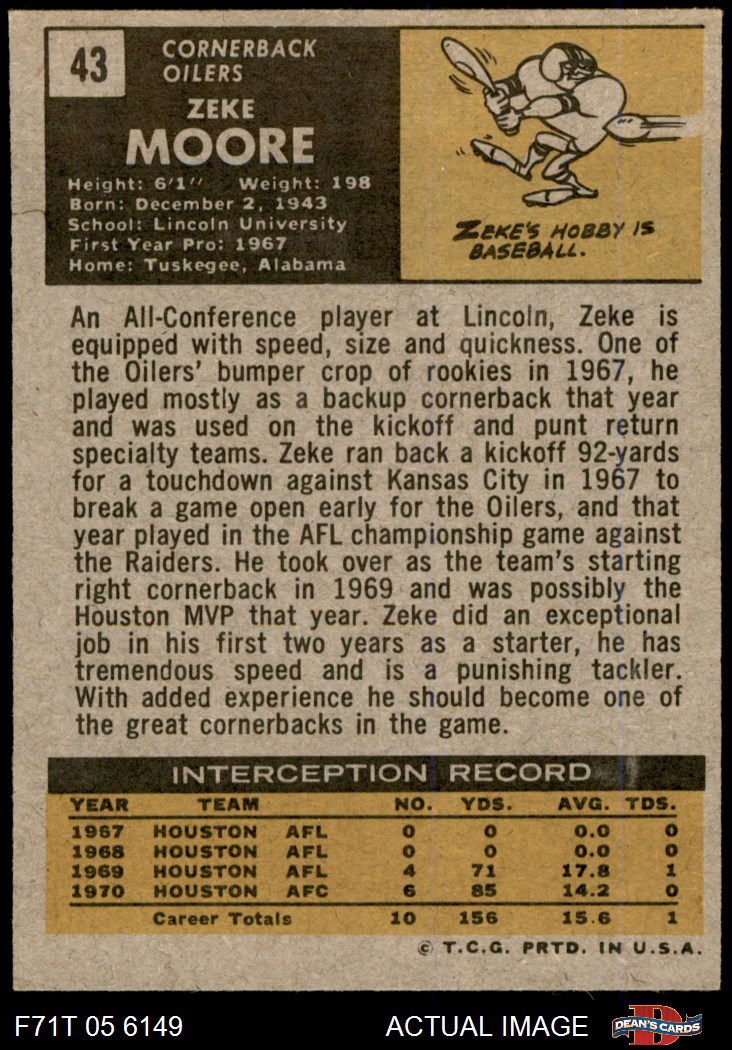 43
CORNERBACK
OILERS
ZEKE
MOORE
Height: 6'1" Weight: 198
Born: December 2, 1943
School: Lincoln University
First Year Pro: 1967
Home: Tuskegee, Alabama
ZEKE'S HOBBY IS
BASEBALL.
An All-Conference player at Lincoln, Zeke is
equipped with speed, size and quickness. One of
the Oilers' bumper crop of rookies in 1967, he
played mostly as a backup cornerback that year
and was used on the kickoff and punt return
specialty teams. Zeke ran back a kickoff 92-yards
for a touchdown against Kansas City in 1967 to
break a game open early for the Oilers, and that
year played in the AFL championship game against
the Raiders. He took over as the team's starting
right cornerback in 1969 and was possibly the
Houston MVP that year. Zeke did an exceptional
job in his first two years as a starter, he has
tremendous speed and is a punishing tackler.
With added experience he should become one of
the great cornerbacks in the game.
INTERCEPTION RECORD
YEAR TEAM NO. YDS. AVG. TDS.
1967 HOUSTON AFL 0 0 0.0 0
1968 HOUSTON AFL 0 0 0.0 0
1969 HOUSTON AFL 4 71 17.8 1
1970 HOUSTON AFC 6 85 14.2 0
Career Totals 10 156 15.6 1
© T.C.G. PRTD. IN U.S.A.
F71T 05 6149 ACTUAL IMAGE D DEAN'S CARDS